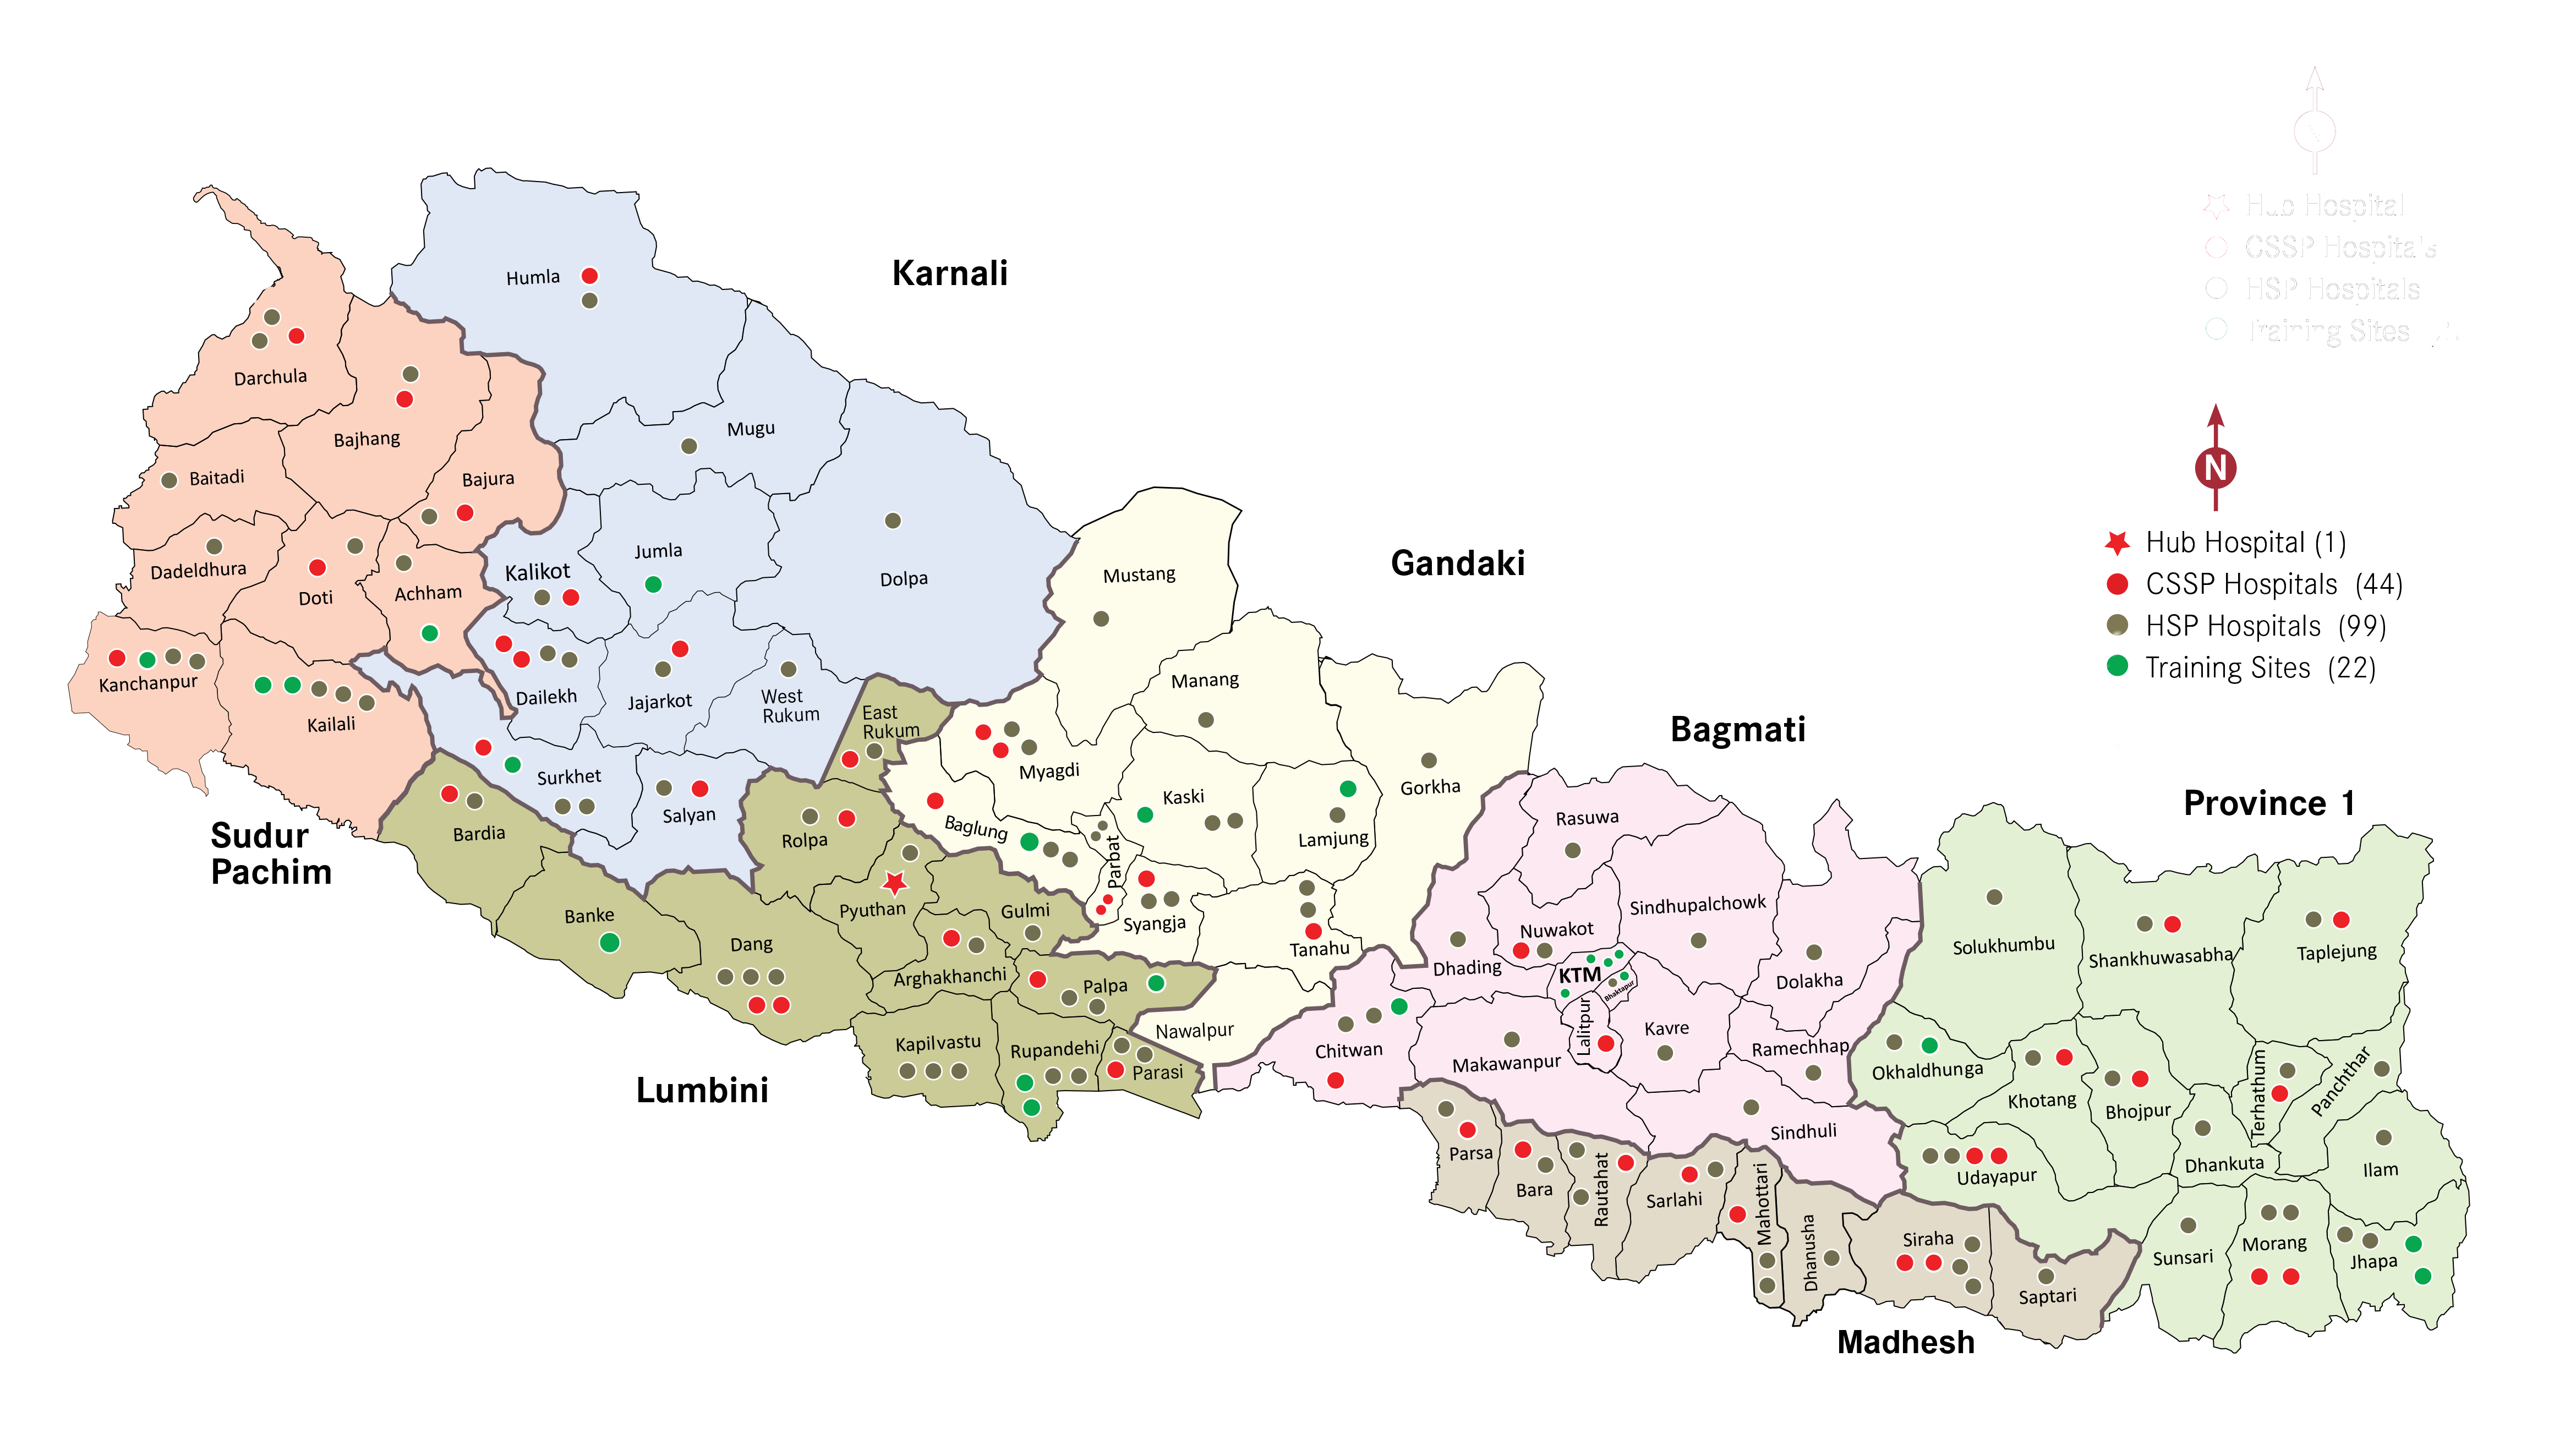 Hub Hospital
CSSP Hospitals
HSP Hospitals
Training Sites
N
Hub Hospital (1)
CSSP Hospitals (44)
HSP Hospitals (99)
Training Sites (22)
Karnali
Humla
Mugu
Dolpa
Jumla
Kalikot
Dailekh
Jajarkot
West
Rukum
Surkhet
Salyan
Sudur
Pachim
Darchula
Bajhang
Bajura
Baitadi
Dadeldhura
Doti
Achham
Kanchanpur
Kailali
Lumbini
East
Rukum
Rolpa
Bardia
Banke
Dang
Pyuthan
Gulmi
Arghakhanchi
Palpa
Kapilvastu
Rupandehi
Parasi
Gandaki
Mustang
Manang
Myagdi
Baglung
Parbat
Kaski
Lamjung
Gorkha
Syangja
Tanahu
Nawalpur
Bagmati
Rasuwa
Sindhupalchowk
Nuwakot
Dhading
KTM
Bhaktapur
Lalitpur
Kavre
Dolakha
Ramechhap
Chitwan
Makawanpur
Sindhuli
Madhesh
Parsa
Bara
Rautahat
Sarlahi
Mahottari
Dhanusha
Siraha
Saptari
Province 1
Solukhumbu
Shankhuwasabha
Taplejung
Okhaldhunga
Khotang
Bhojpur
Terhathum
Panchthar
Dhankuta
Udayapur
Ilam
Sunsari
Morang
Jhapa